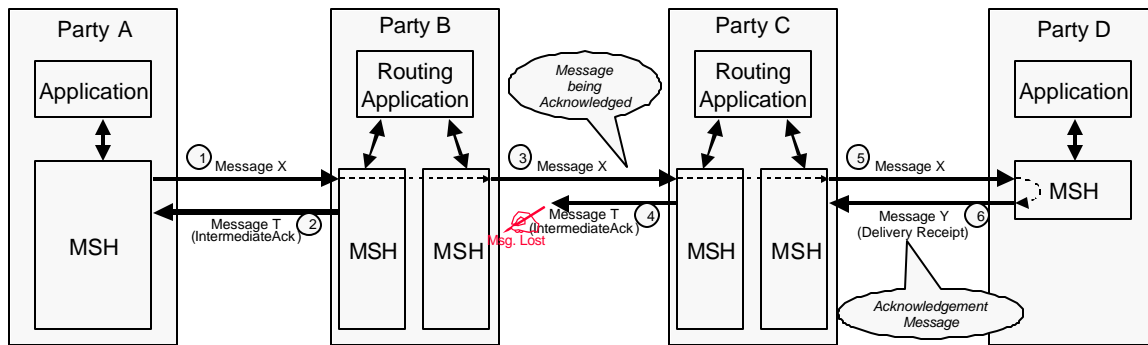 Party A
Party B
Party C
Party D
Application
Routing
Application
Message
being
Acknowledged
Routing
Application
Application
1
Message X
3
Message X
5
Message X
MSH
Message T
(IntermediateAck)
2
MSH
MSH
Msg. Lost
Message T
(IntermediateAck)
4
MSH
MSH
Message Y
(Delivery Receipt)
6
MSH
Acknowledgement
Message